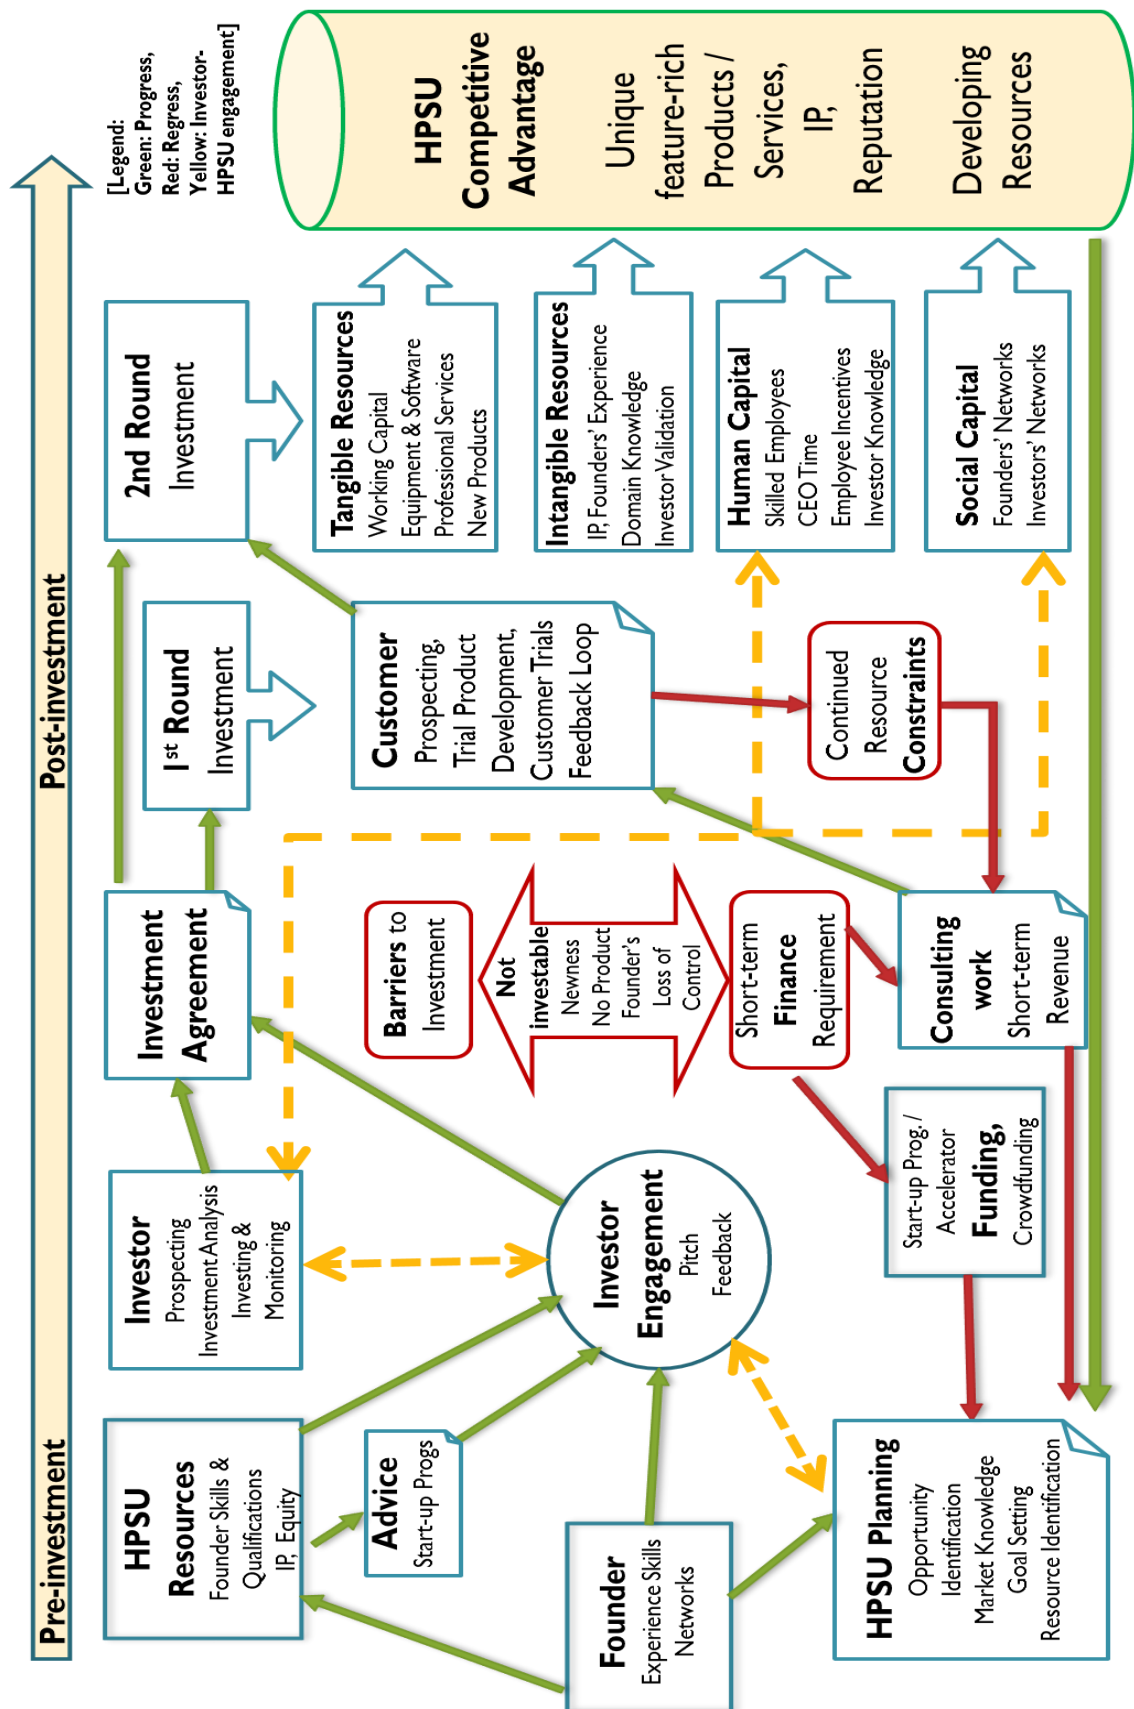 Pre-investment
Post-investment
[Legend:
Green: Progress,
Red: Regress,
Yellow: Investor-
HPSU engagement]
HPSU
Resources
Founder Skills &
Qualifications
IP, Equity
Advice
Start-up Progs
Founder
Experience Skills
Networks
HPSU Planning
Opportunity
Identification
Market Knowledge
Goal Setting
Resource Identification
Investor
Prospecting
Investment Analysis
Investing &
Monitoring
Investor
Engagement
Pitch
Feedback
Start-up Prog. /
Accelerator
Funding,
Crowdfunding
Investment
Agreement
Barriers to
Investment
Not
investable
Newness
No Product
Founder's
Loss of
Control
Short-term
Finance
Requirement
Consulting
work
Short-term
Revenue
1st Round
Investment
Customer
Prospecting,
Trial Product
Development,
Customer Trials
Feedback Loop
Continued
Resource
Constraints
2nd Round
Investment
Tangible Resources
Working Capital
Equipment & Software
Professional Services
New Products
Intangible Resources
IP, Founders' Experience
Domain Knowledge
Investor Validation
Human Capital
Skilled Employees
CEO Time
Employee Incentives
Investor Knowledge
Social Capital
Founders' Networks
Investors' Networks
HPSU
Competitive
Advantage
Unique
feature-rich
Products /
Services,
IP,
Reputation
Developing
Resources